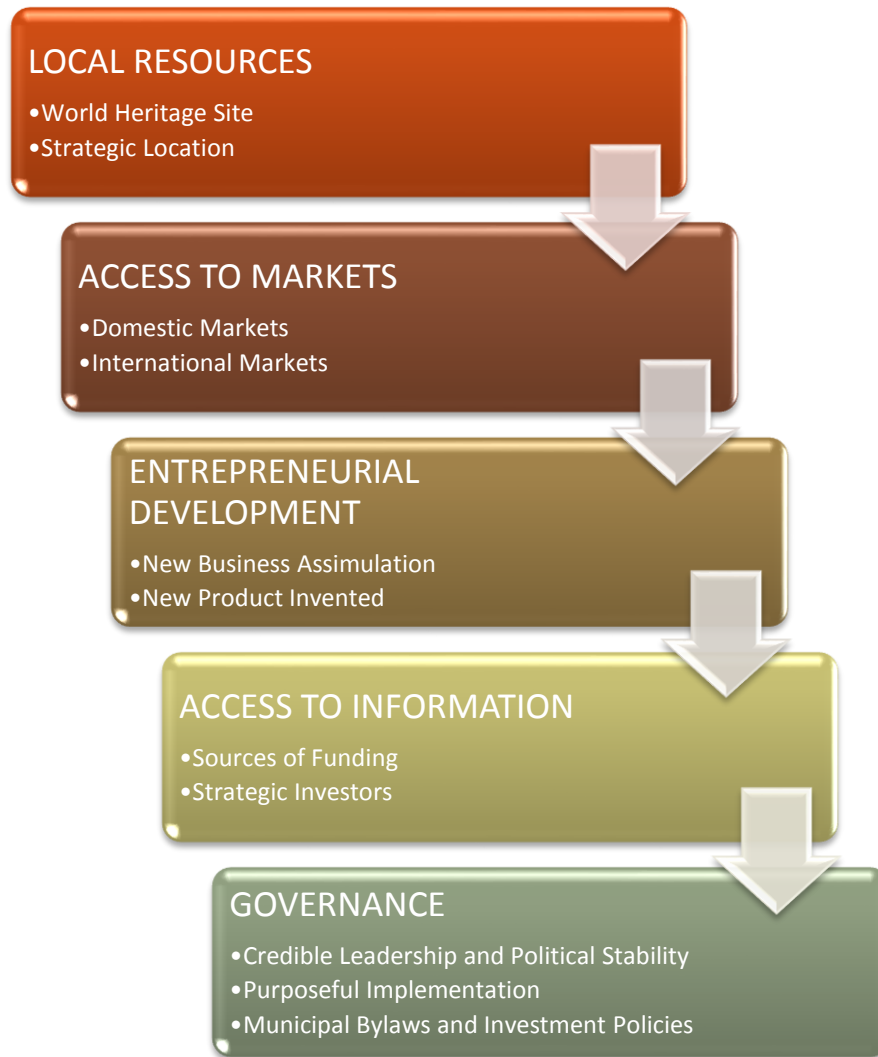 LOCAL RESOURCES
•World Heritage Site
•Strategic Location
ACCESS TO MARKETS
•Domestic Markets
•International Markets
ENTREPRENEURIAL
DEVELOPMENT
•New Business Assimulation
•New Product Invented
ACCESS TO INFORMATION
•Sources of Funding
•Strategic Investors
GOVERNANCE
•Credible Leadership and Political Stability
•Purposeful Implementation
•Municipal Bylaws and Investment Policies